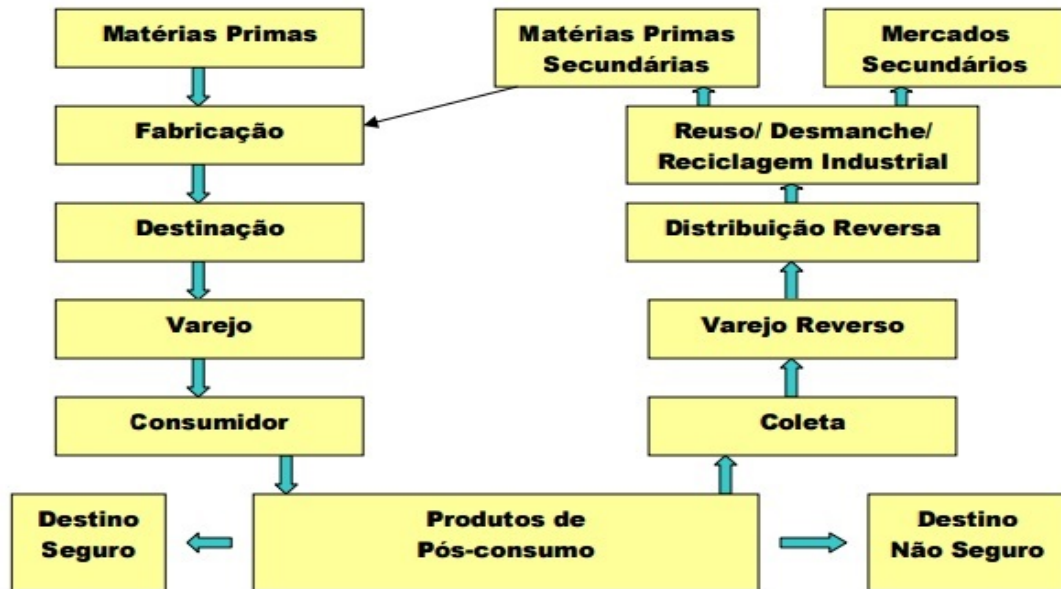 Matérias Primas
Fabricação
Destinação
Varejo
Consumidor
Matérias Primas
Secundárias
Mercados
Secundários
Reuso/ Desmanche/
Reciclagem Industrial
Distribuição Reversa
Varejo Reverso
Coleta
Destino
Seguro
Produtos de
Pós-consumo
Destino
Não Seguro